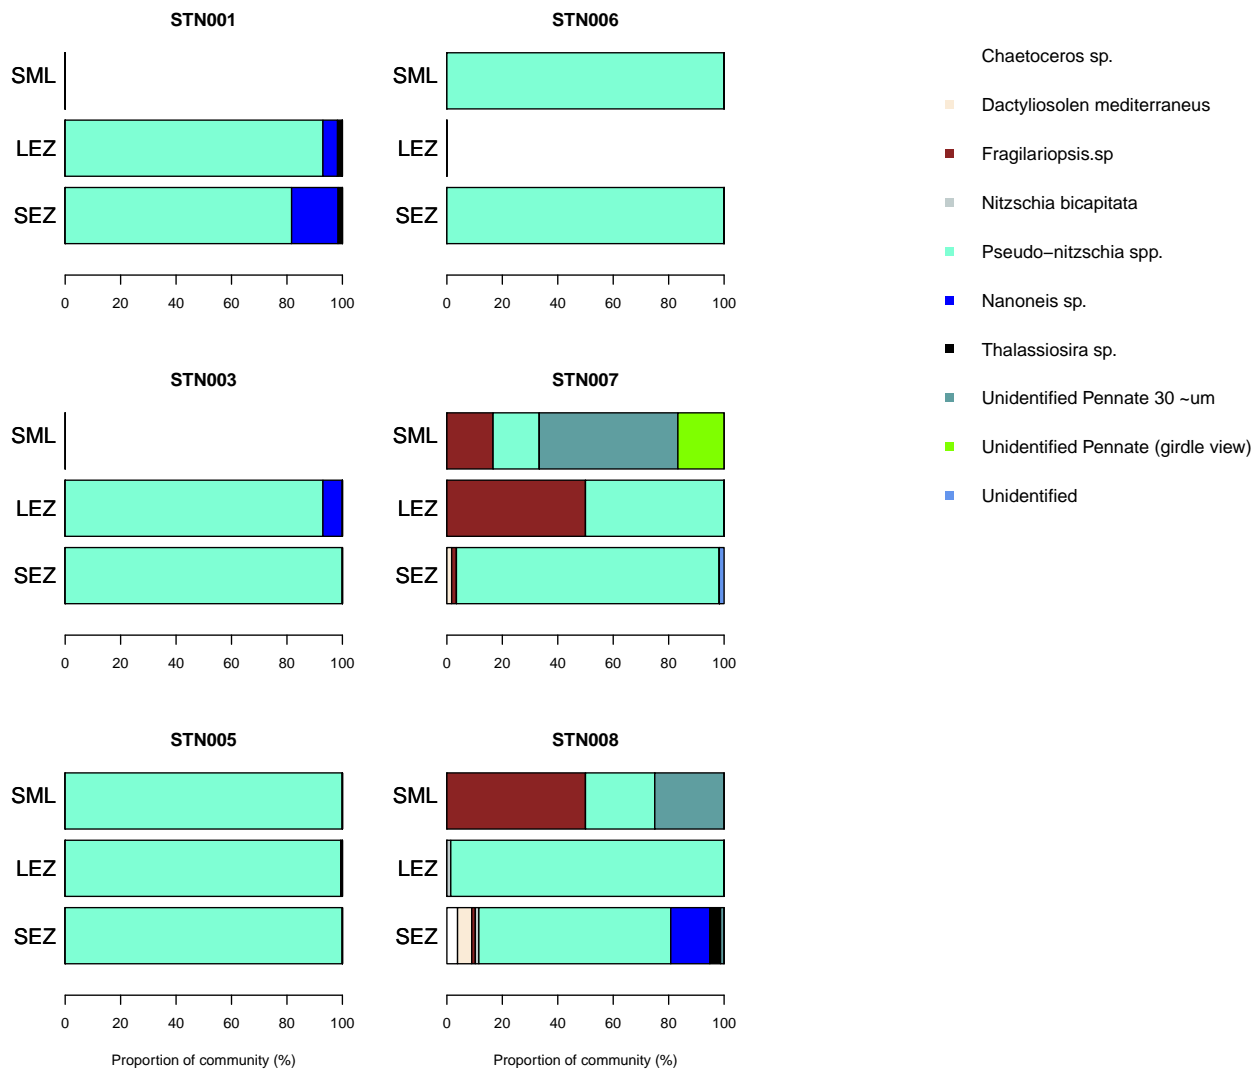 STN001
SML
LEZ
SEZ
0 20 40 60 80 100
STN006
SML
LEZ
SEZ
0 20 40 60 80 100
STN003
SML
LEZ
SEZ
0 20 40 60 80 100
STN007
SML
LEZ
SEZ
0 20 40 60 80 100
STN005
SML
LEZ
SEZ
0 20 40 60 80 100
Proportion of community (%)
STN008
SML
LEZ
SEZ
0 20 40 60 80 100
Proportion of community (%)
Chaetoceros sp.
Dactyliosolen mediterraneus
Fragilariopsis.sp
Nitzschia bicapitata
Pseudo−nitzschia spp.
Nanoneis sp.
Thalassiosira sp.
Unidentified Pennate 30 ~um
Unidentified Pennate (girdle view)
Unidentified